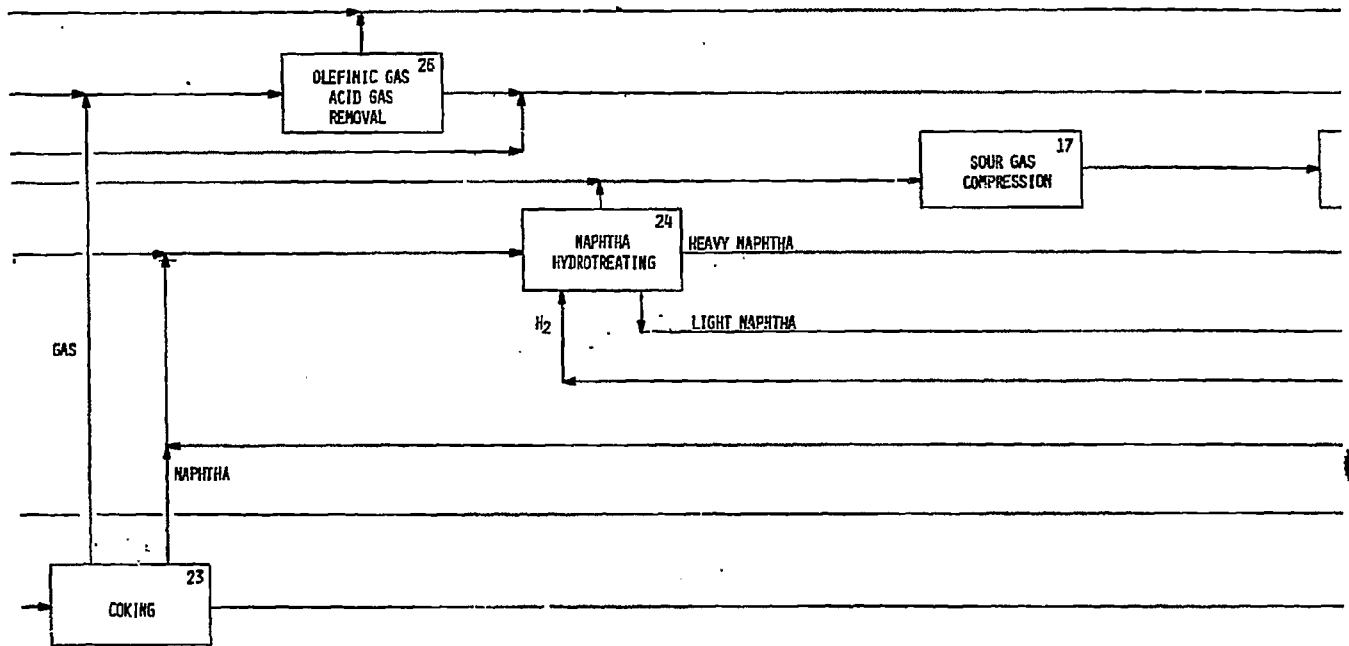 26
OLEFINIC GAS
ACID GAS
REMOVAL
17
SOUR GAS
COMPRESSION
24
NAPHTHA
HYDROTREATING
HEAVY NAPHTHA
H2
LIGHT NAPHTHA
GAS
NAPHTHA
23
COKING